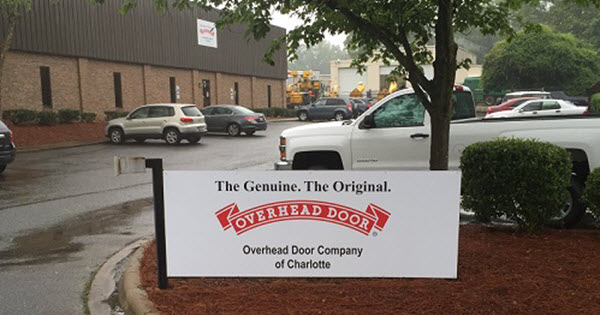 The Genuine. The Original.
OVERHEAD DOOR
®
Overhead Door Company
of Charlotte